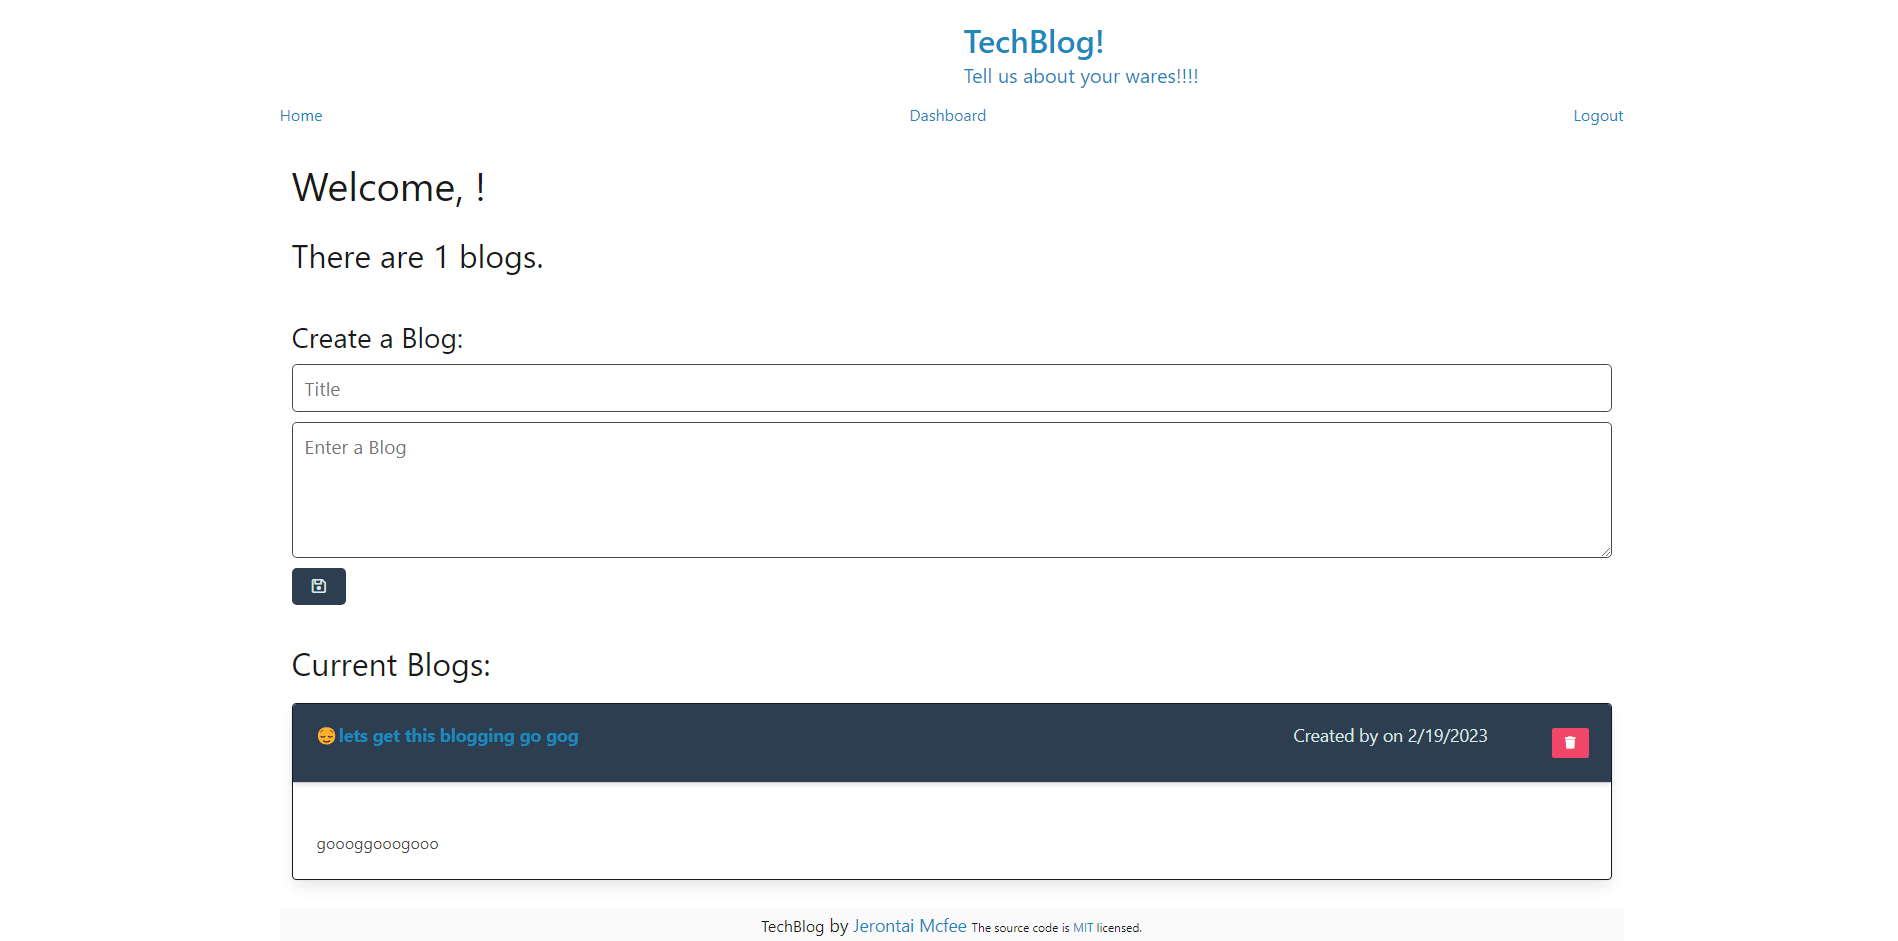 TechBlog!
Tell us about your wares!!!!
Home Dashboard Logout
Welcome, !
There are 1 blogs.
Create a Blog:
Title
Enter a Blog
Current Blogs:
😌lets get this blogging go gog Created by on 2/19/2023
goooggooogooo
TechBlog by Jerontai Mcfee The source code is MIT licensed.